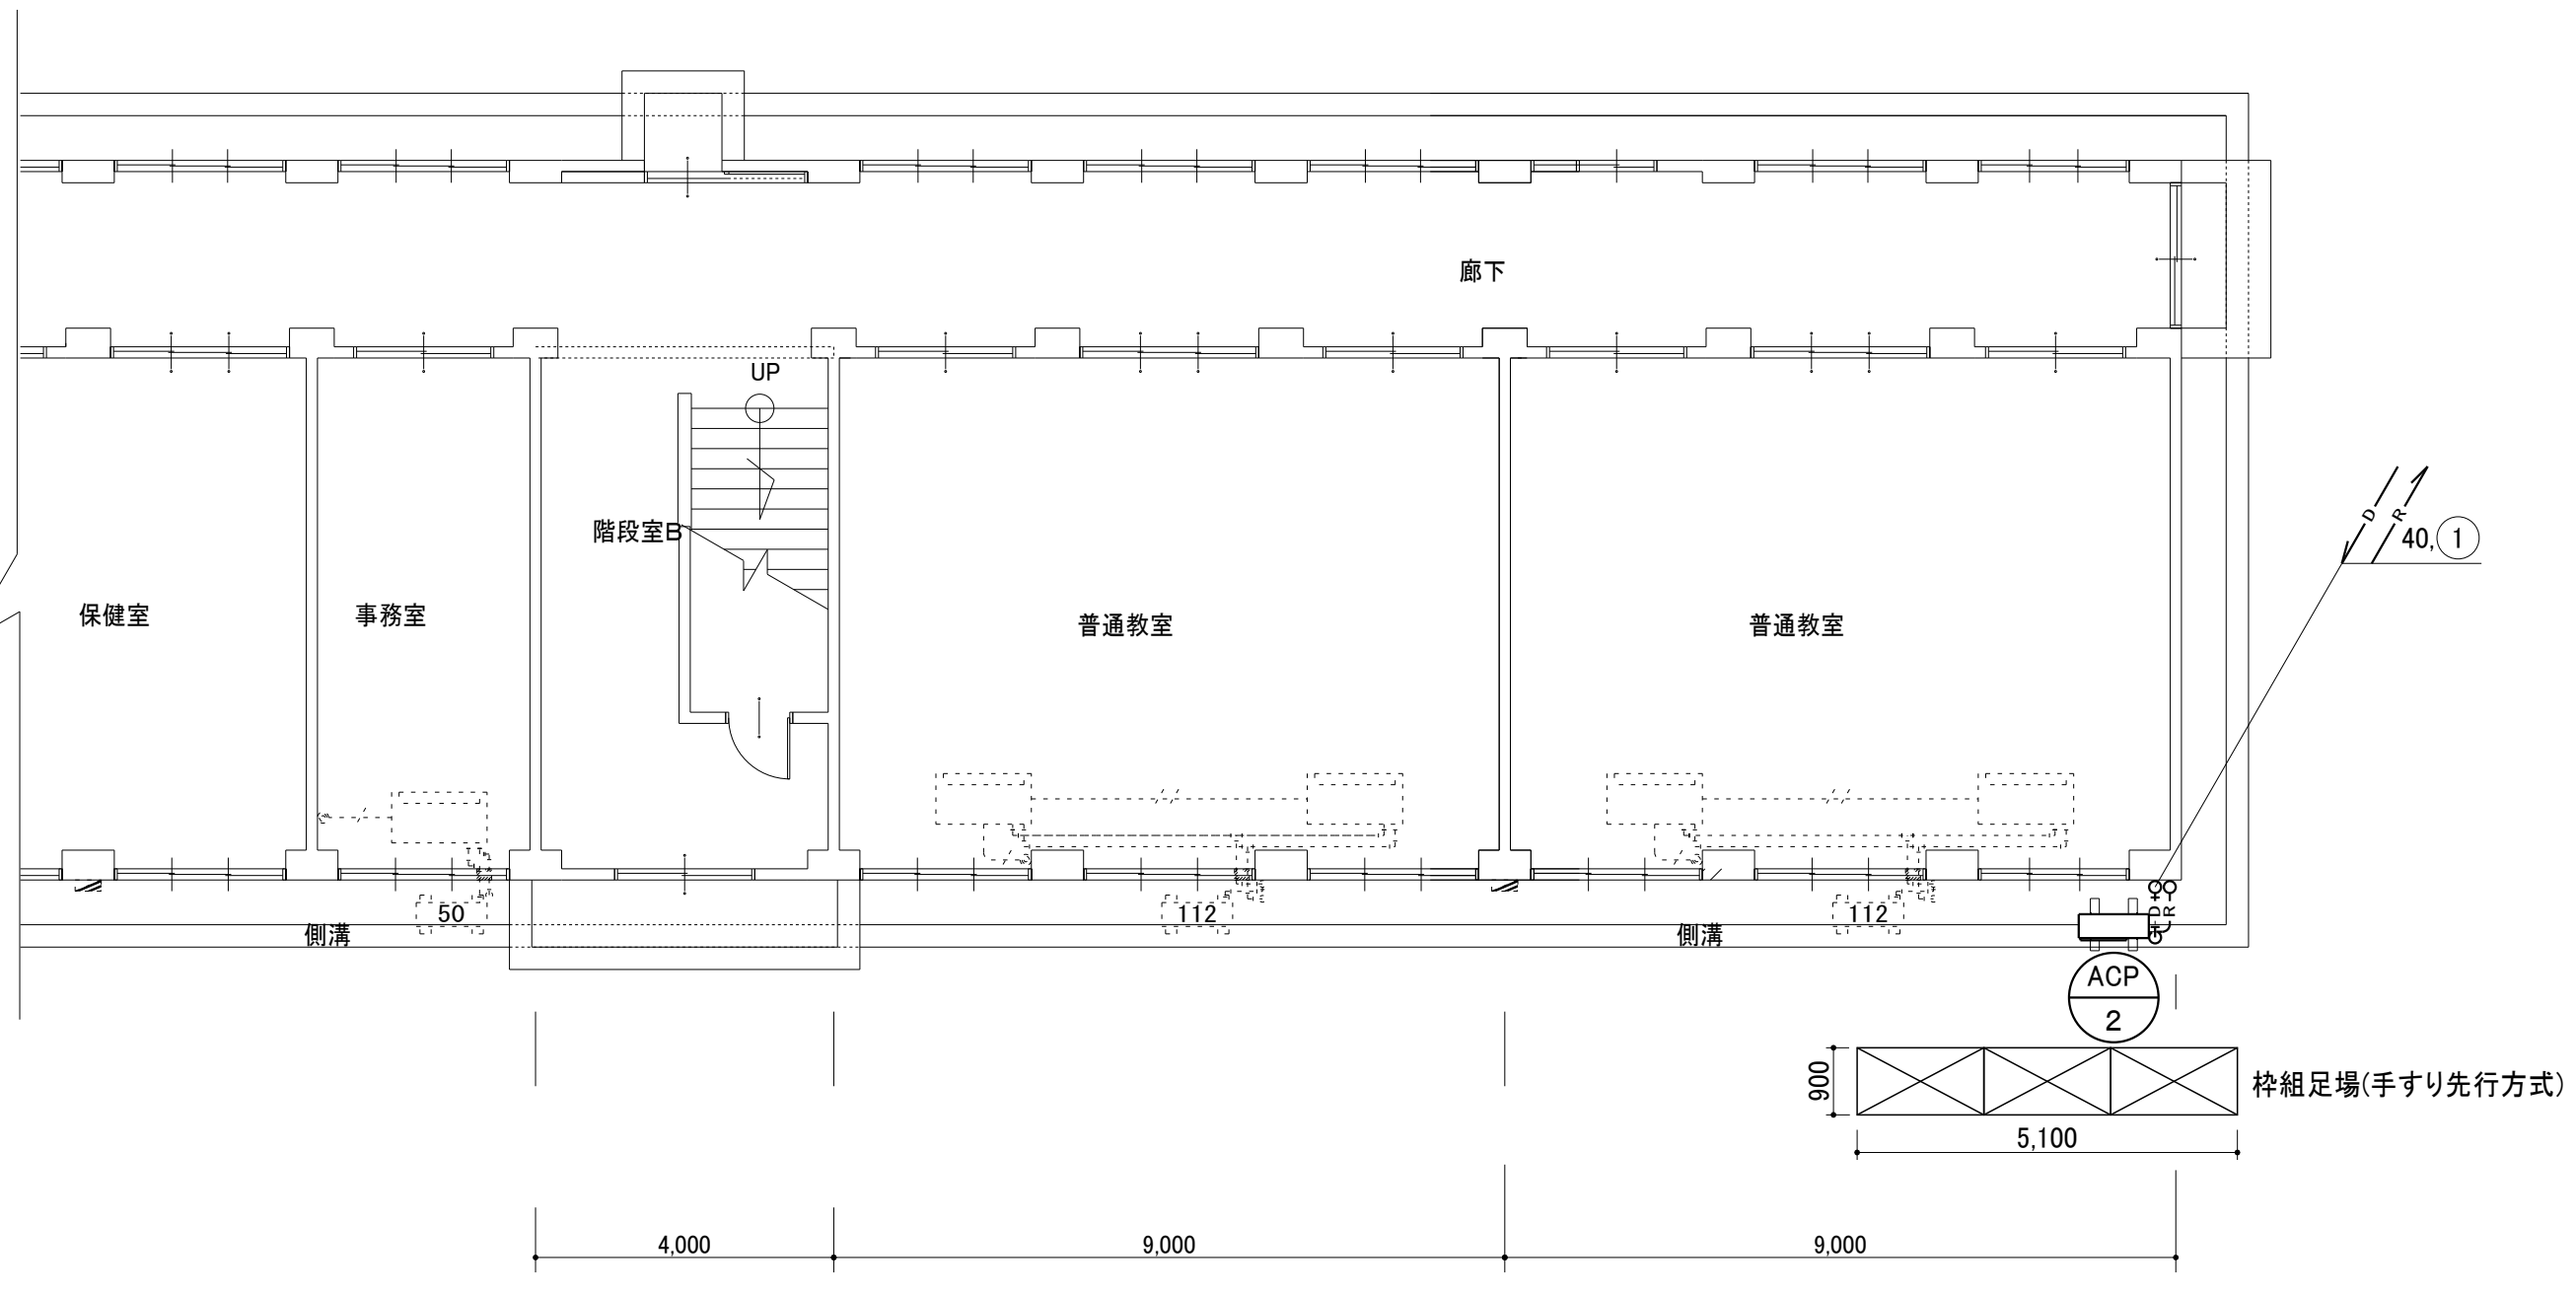 廊下
UP
階段室B
D
R
40,①
保健室
事務室
普通教室
普通教室
50
112
112
D
R
側溝
側溝
ACP
2
900
枠組足場(手すり先行方式)
5,100
4,000
9,000
9,000